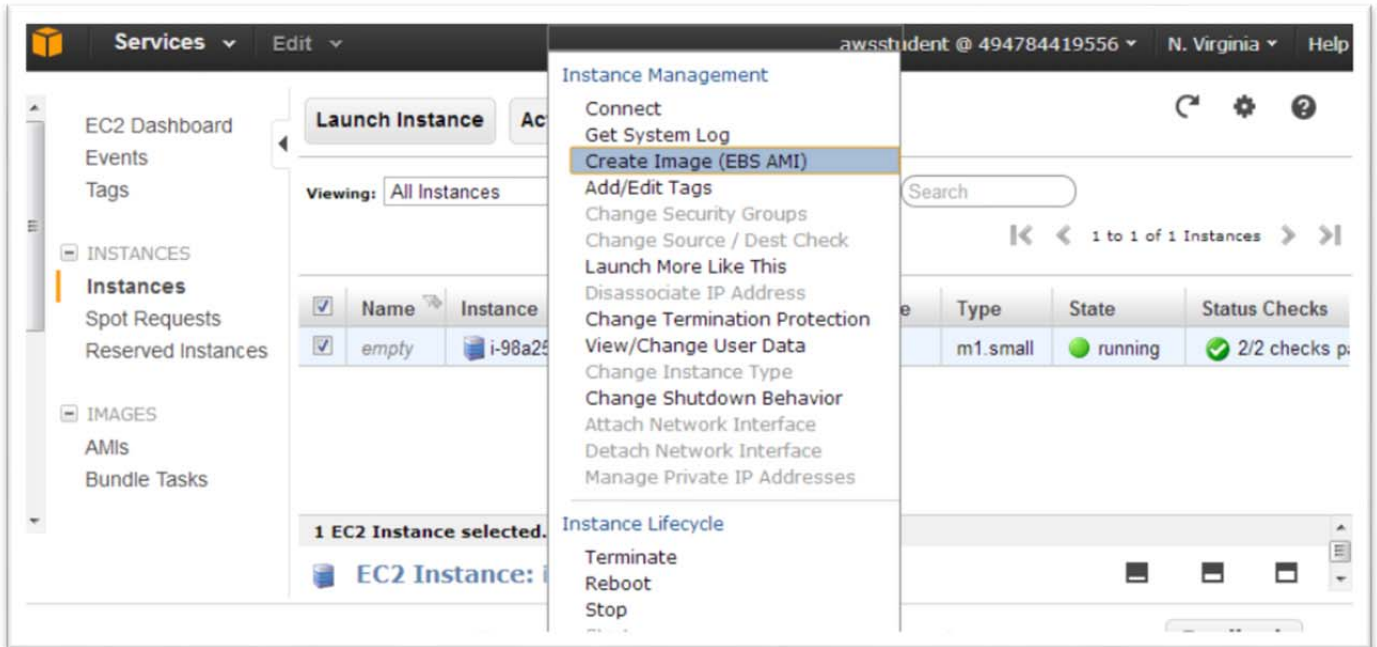 Services Edit awsstudent @ 494784419556 N. Virginia Help
EC2 Dashboard
Events
Tags
INSTANCES
Instances
Spot Requests
Reserved Instances
IMAGES
AMIs
Bundle Tasks
Launch Instance Ac
Viewing: All Instances
Search
1 to 1 of 1 Instances
Name Instance e Type State Status Checks
empty i-98a25 m1.small running 2/2 checks pa
1 EC2 Instance selected.
EC2 Instance: i
Instance Management
Connect
Get System Log
Create Image (EBS AMI)
Add/Edit Tags
Change Security Groups
Change Source / Dest Check
Launch More Like This
Disassociate IP Address
Change Termination Protection
View/Change User Data
Change Instance Type
Change Shutdown Behavior
Attach Network Interface
Detach Network Interface
Manage Private IP Addresses
Instance Lifecycle
Terminate
Reboot
Stop